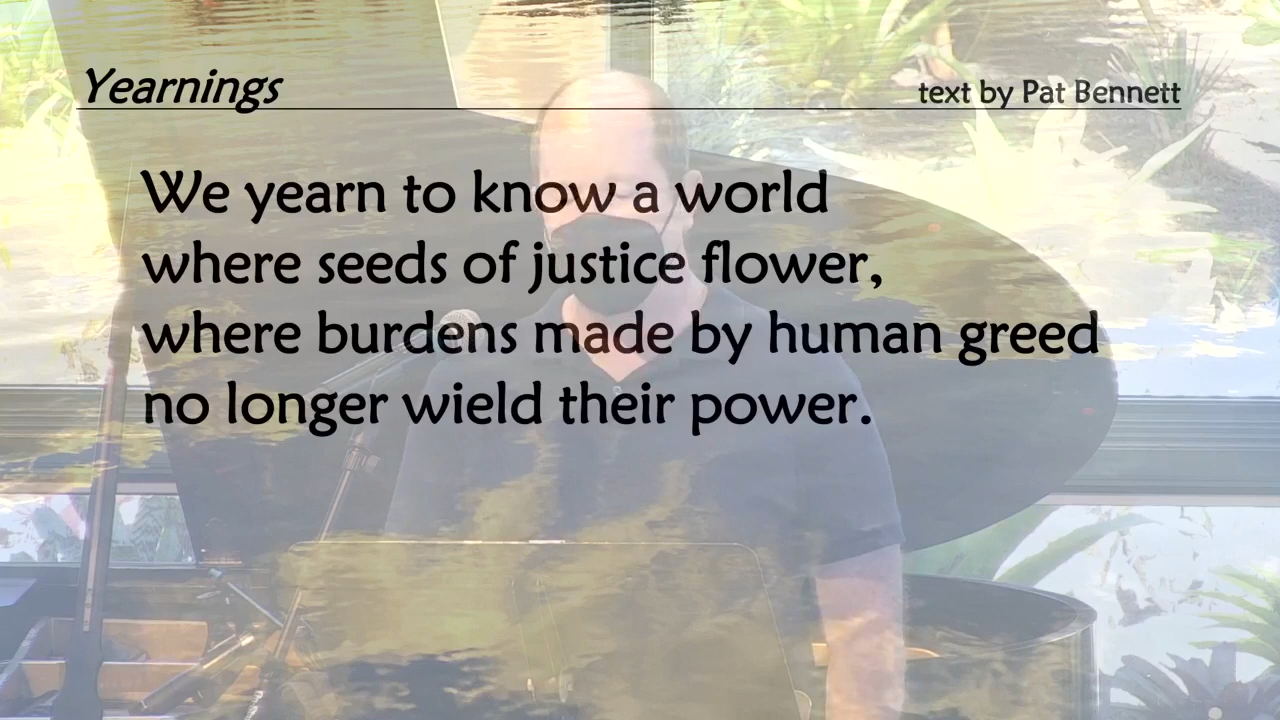 Yearnings
text by Pat Bennett
We yearn to know a world
where seeds of justice flower,
where burdens made by human greed
no longer wield their power.